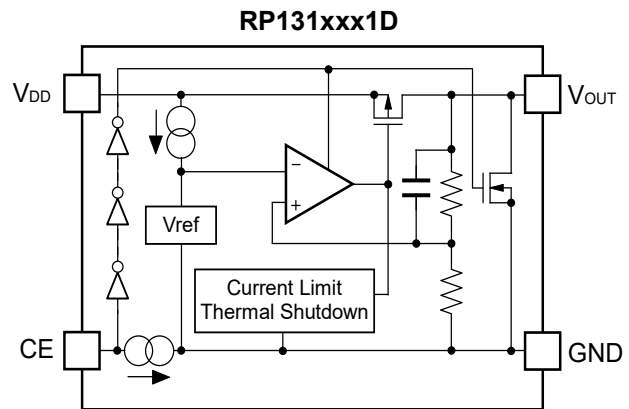 RP131xxx1D
VDD
VOUT
−
+
Vref
Current Limit
Thermal Shutdown
CE
GND